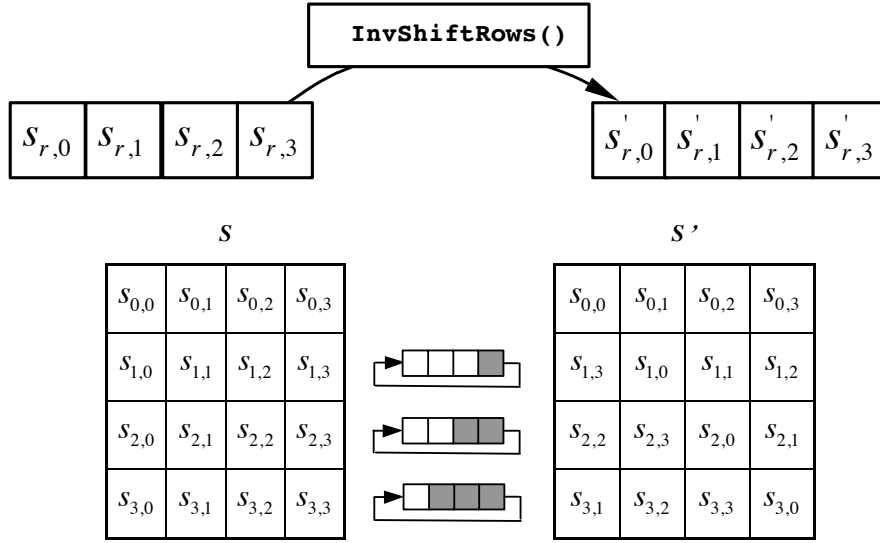 InvShiftRows()
s_{r,0} s_{r,1} s_{r,2} s_{r,3} s'_{r,0} s'_{r,1} s'_{r,2} s'_{r,3}
S S’
s_{0,0} s_{0,1} s_{0,2} s_{0,3} s_{0,0} s_{0,1} s_{0,2} s_{0,3}
s_{1,0} s_{1,1} s_{1,2} s_{1,3} s_{1,3} s_{1,0} s_{1,1} s_{1,2}
s_{2,0} s_{2,1} s_{2,2} s_{2,3} s_{2,2} s_{2,3} s_{2,0} s_{2,1}
s_{3,0} s_{3,1} s_{3,2} s_{3,3} s_{3,1} s_{3,2} s_{3,3} s_{3,0}